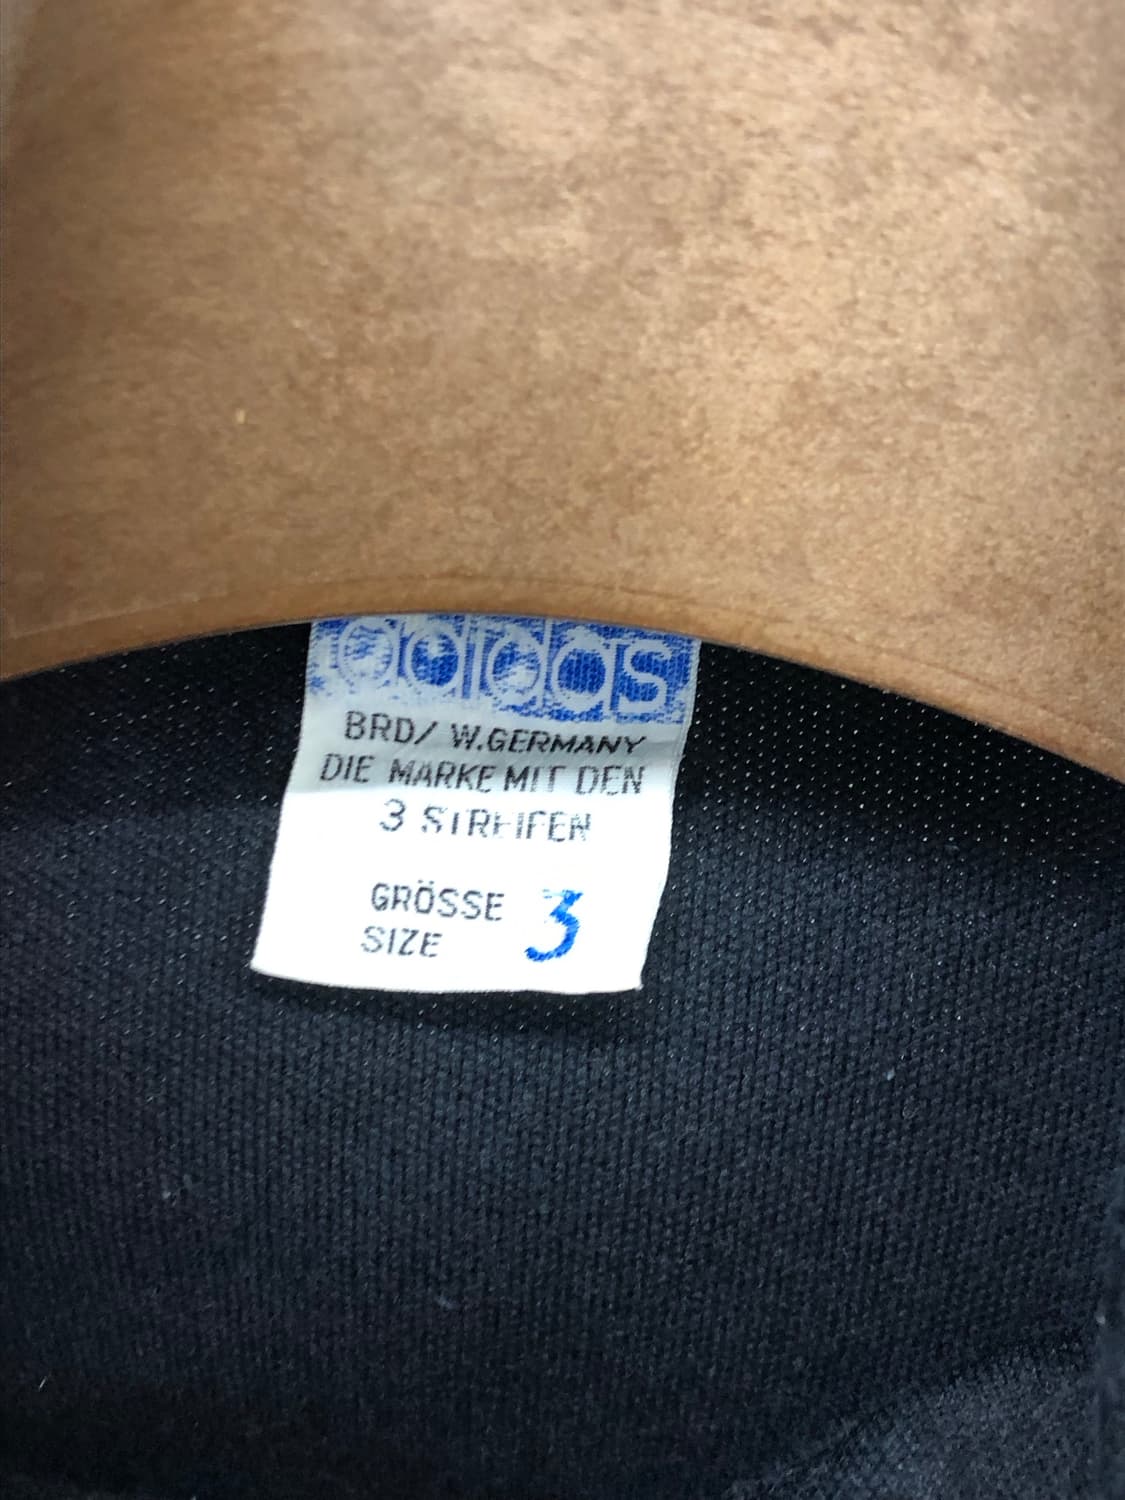 adidas
BRD/ W.GERMANY
DIE MARKE MIT DEN
3 STREIFEN
GRÖSSE 3
SIZE